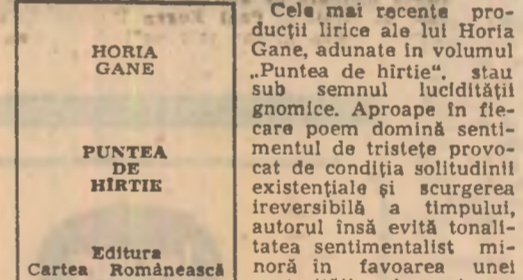 HORIA
GANE
PUNTEA
DE
HÎRTIE
Editura
Cartea Românească
Cele mai recente pro-
ducții lirice ale lui Horia
Gane, adunate în volumul
„Puntea de hîrtie“, stau
sub semnul lucidității
gnomice. Aproape în fie-
care poem domină senti-
mentul de tristețe provo-
cat de condiția solitudinii
existențiale și scurgerea
ireversibilă a timpului,
autorul însă evită tonali-
tatea sentimentalist mi-
noră în favoarea unei